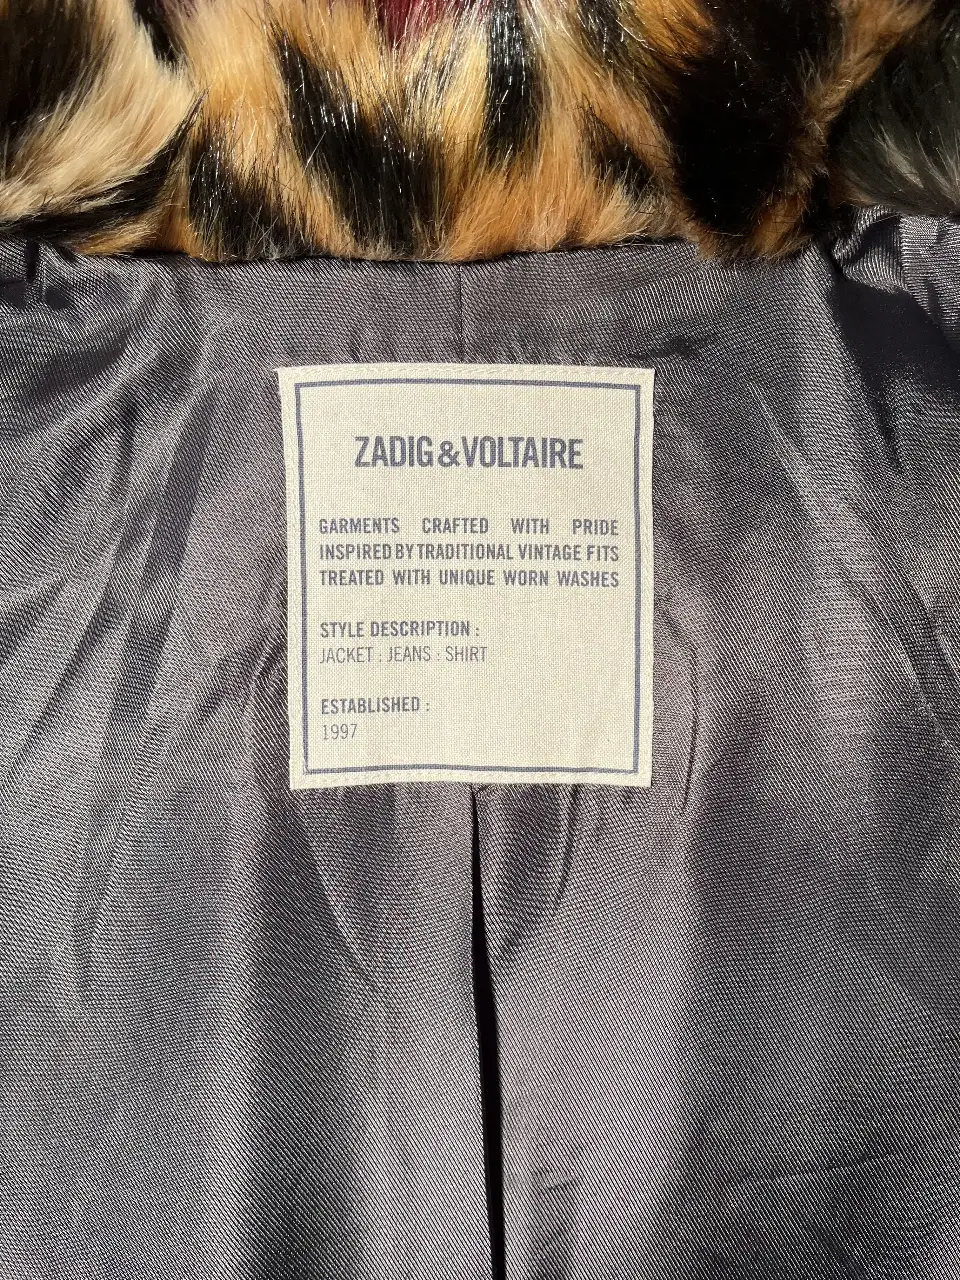 ZADIG&VOLTAIRE
GARMENTS CRAFTED WITH PRIDE
INSPIRED BY TRADITIONAL VINTAGE FITS
TREATED WITH UNIQUE WORN WASHES
STYLE DESCRIPTION :
JACKET : JEANS : SHIRT
ESTABLISHED :
1997